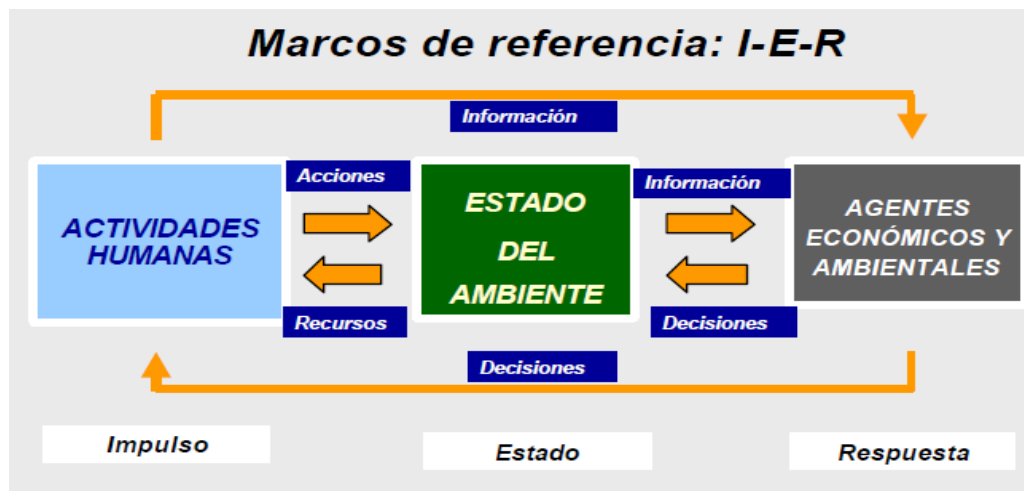 Marcos de referencia: I-E-R
Información
Acciones
Información
ACTIVIDADES
HUMANAS
ESTADO
DEL
AMBIENTE
AGENTES
ECONÓMICOS Y
AMBIENTALES
Recursos
Decisiones
Decisiones
Impulso
Estado
Respuesta